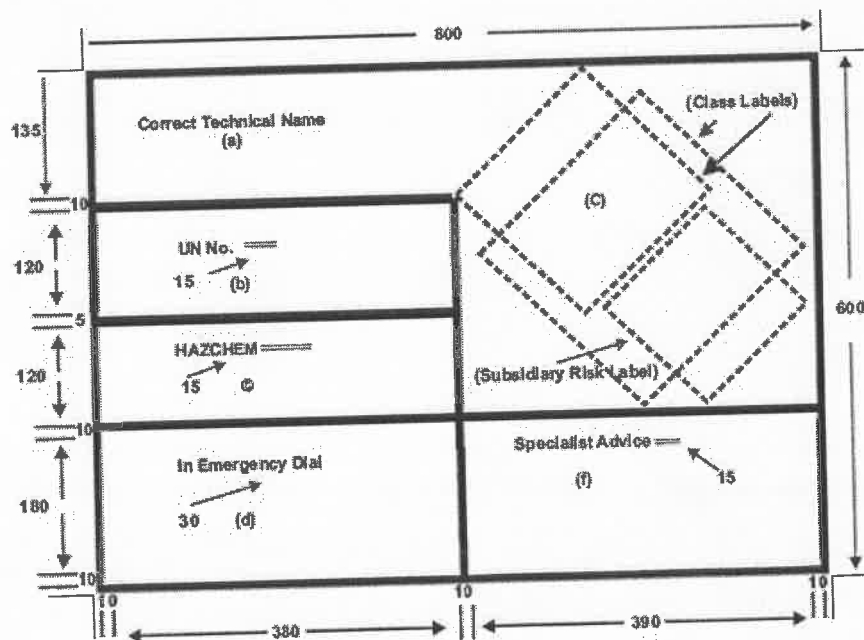 800
135
Correct Technical Name
(a)
(Class Labels)
(C)
10
UN No.
15
(b)
120
5
HAZCHEM
15
©
120
(Subsidiary Risk Label)
600
10
In Emergency Dial
30
(d)
180
Specialist Advice
(f)
15
10
10
10
10
380
390